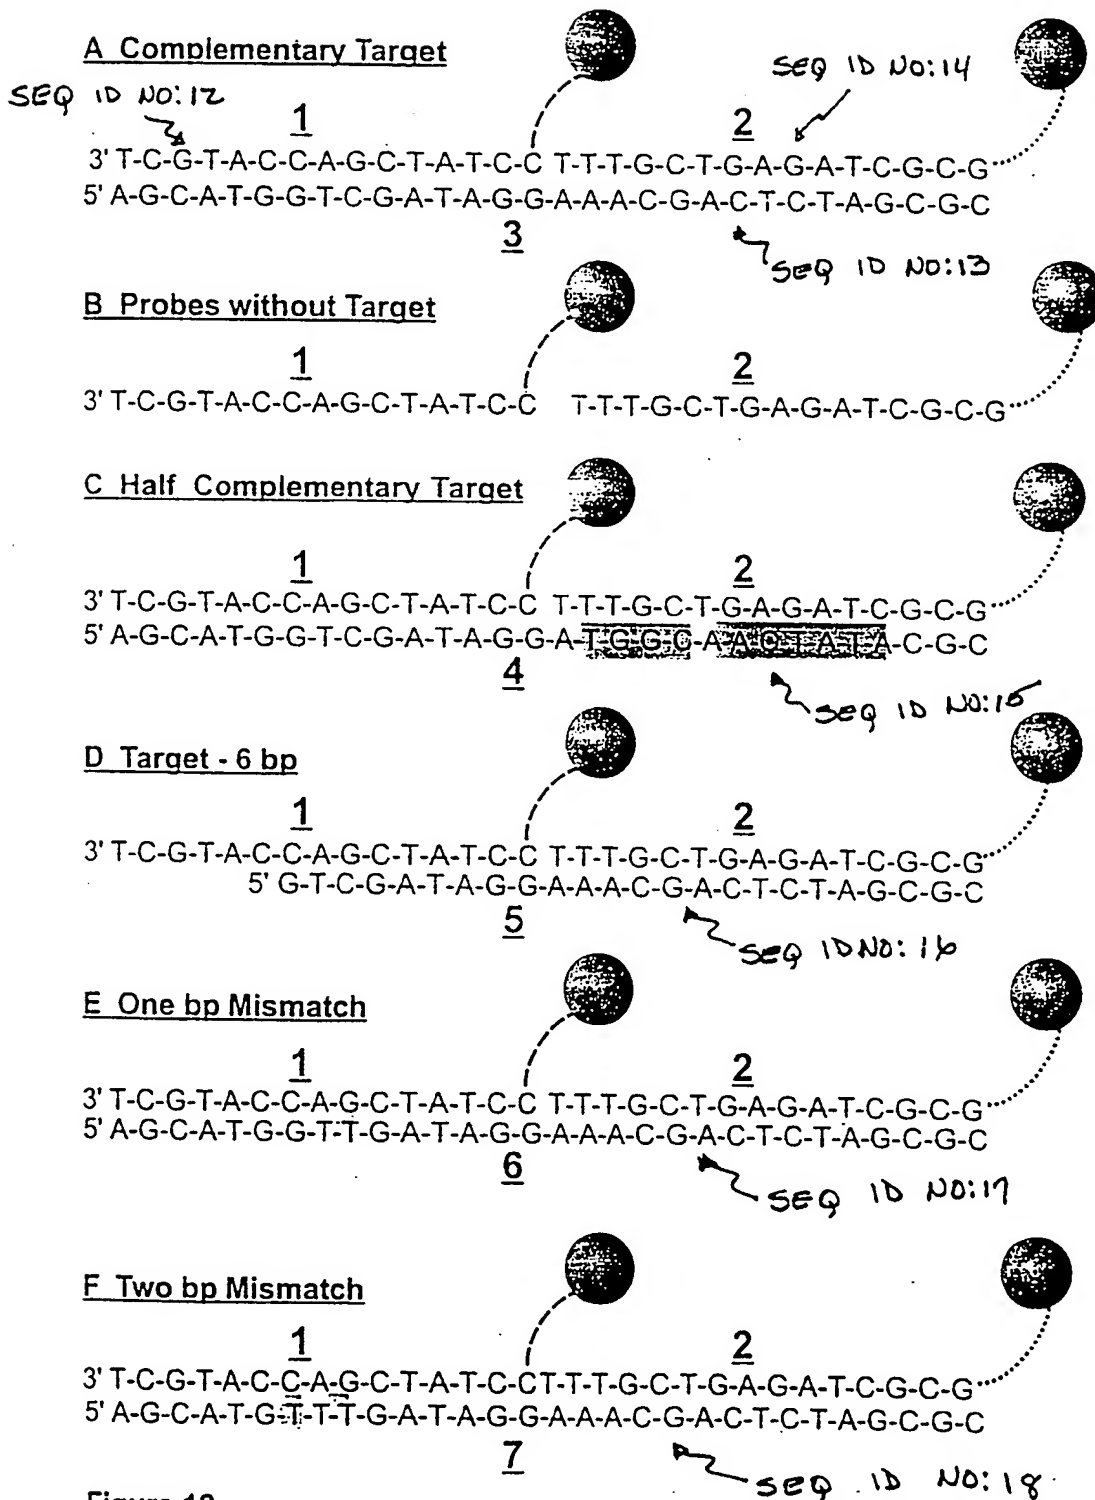 A Complementary Target
SEQ ID NO:14
SEQ ID NO:12
1
2
3' T-C-G-T-A-C-C-A-G-C-T-A-T-C-C T-T-T-G-C-T-G-A-G-A-T-C-G-C-G
5' A-G-C-A-T-G-G-T-C-G-A-T-A-G-G-A-A-A-C-G-A-C-T-C-T-A-G-C-G-C
3
SEQ ID NO:13
B Probes without Target
1
2
3' T-C-G-T-A-C-C-A-G-C-T-A-T-C-C T-T-T-G-C-T-G-A-G-A-T-C-G-C-G
C Half Complementary Target
1
2
3' T-C-G-T-A-C-C-A-G-C-T-A-T-C-C T-T-T-G-C-T-G-A-G-A-T-C-G-C-G
5' A-G-C-A-T-G-G-T-C-G-A-T-A-G-G-A-T-G-G-C-A-A-C-T-A-T-A-C-G-C
4
SEQ ID NO:15
D Target - 6 bp
1
2
3' T-C-G-T-A-C-C-A-G-C-T-A-T-C-C T-T-T-G-C-T-G-A-G-A-T-C-G-C-G
5' G-T-C-G-A-T-A-G-G-A-A-A-C-G-A-C-T-C-T-A-G-C-G-C
5
SEQ ID NO: 16
E One bp Mismatch
1
2
3' T-C-G-T-A-C-C-A-G-C-T-A-T-C-C T-T-T-G-C-T-G-A-G-A-T-C-G-C-G
5' A-G-C-A-T-G-G-T-T-G-A-T-A-G-G-A-A-A-C-G-A-C-T-C-T-A-G-C-G-C
6
SEQ ID NO:17
F Two bp Mismatch
1
2
3' T-C-G-T-A-C-C-A-G-C-T-A-T-C-C-T-T-T-G-C-T-G-A-G-A-T-C-G-C-G
5' A-G-C-A-T-G-T-T-T-G-A-T-A-G-G-A-A-A-C-G-A-C-T-C-T-A-G-C-G-C
7
SEQ ID NO: 18